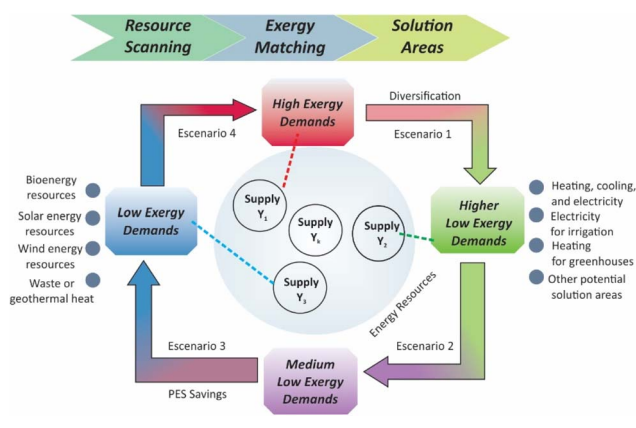 Resource
Scanning
Exergy
Matching
Solution
Areas
High Exergy
Demands
Diversification
Escenario 4
Escenario 1
Bioenergy
resources
Solar energy
resources
Wind energy
resources
Waste or
geothermal heat
Low Exergy
Demands
Supply
Y1
Supply
Yk
Supply
Y2
Supply
Y3
Higher
Low Exergy
Demands
Heating, cooling,
and electricity
Electricity
for irrigation
Heating
for greenhouses
Other potential
solution areas
Energy Resources
Escenario 3
Escenario 2
PES Savings
Medium
Low Exergy
Demands